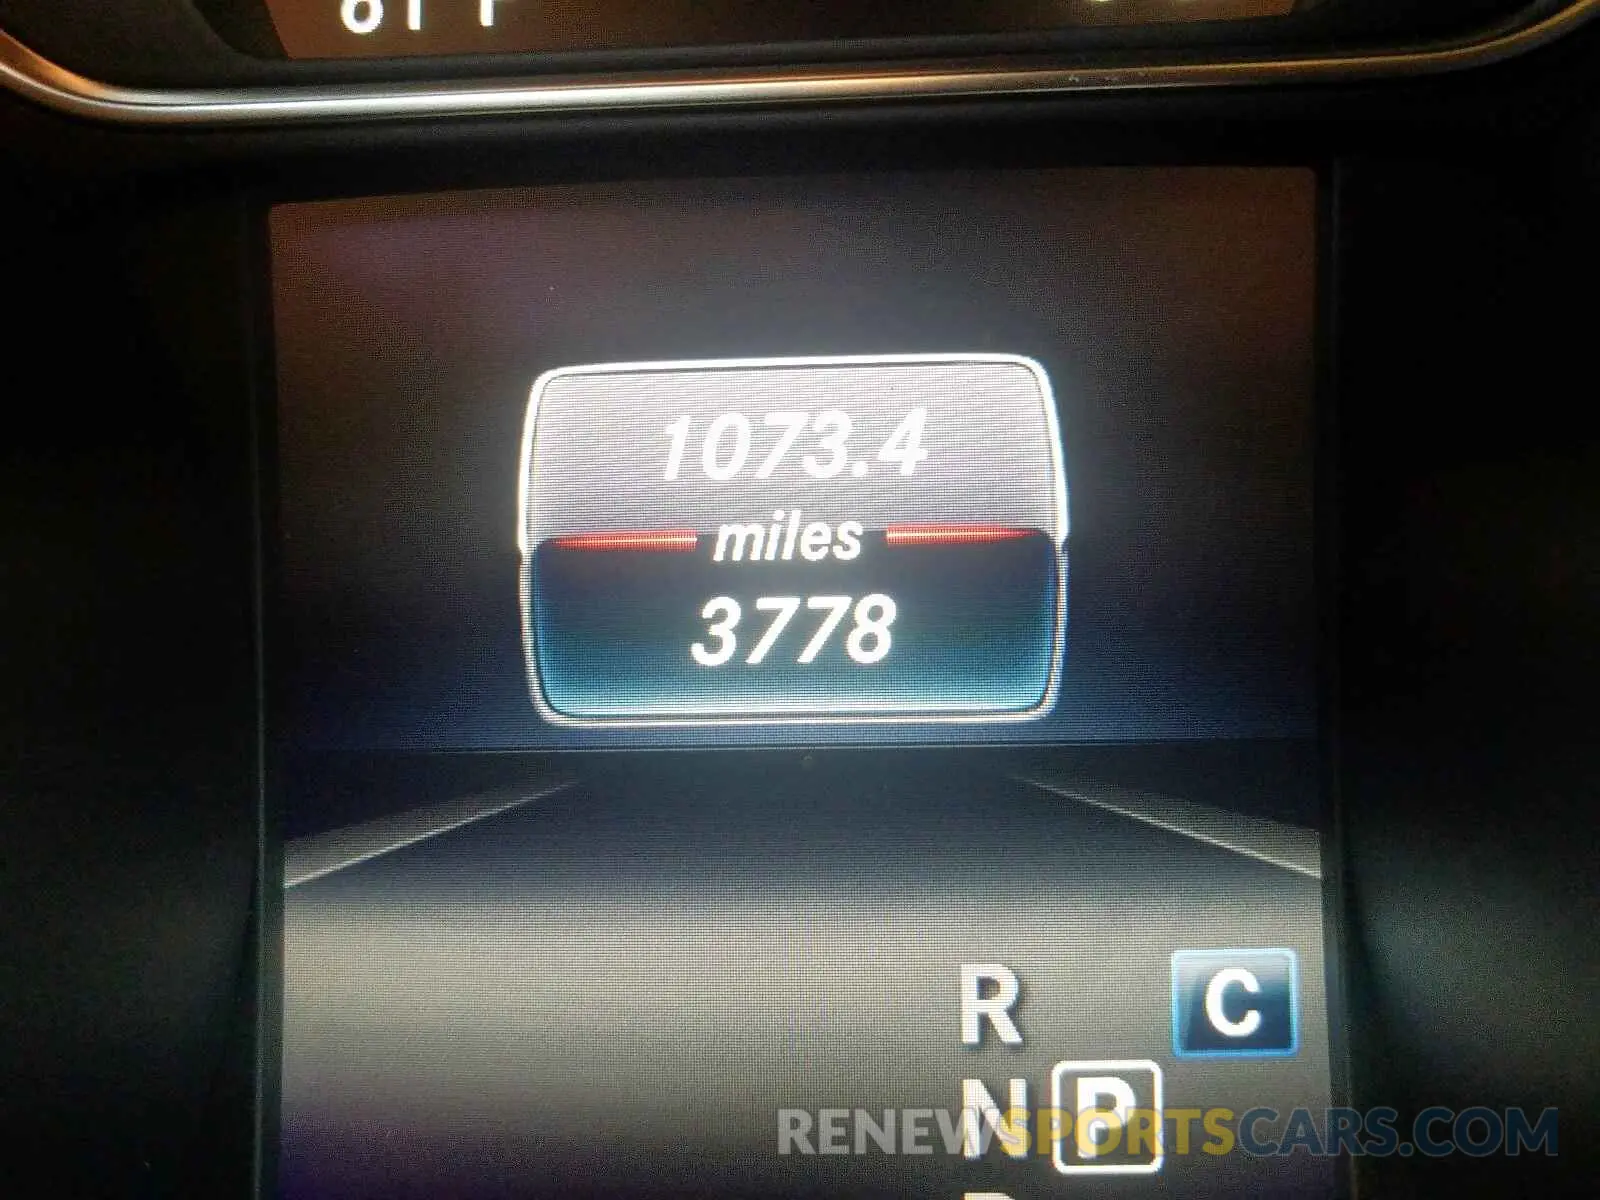 1073.4
miles
3778
R
C
N P
RENEWSPORTSCARS.COM